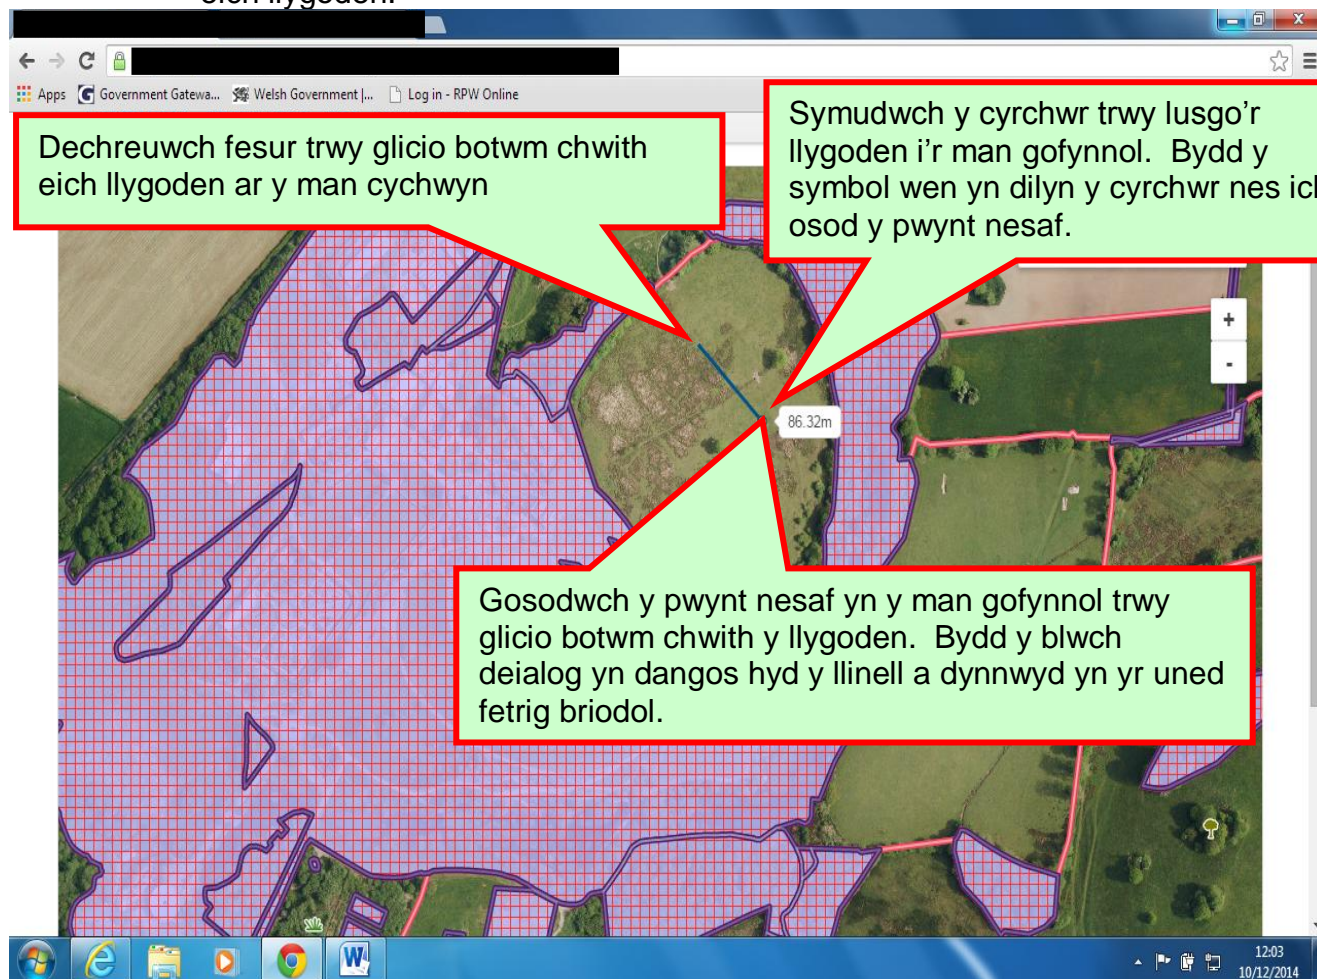 eich llygoden.
Apps Government Gatewa... Welsh Government |... Log in - RPW Online
Dechreuwch fesur trwy glicio botwm chwith
eich llygoden ar y man cychwyn
Symudwch y cyrchwr trwy lusgo'r
llygoden i'r man gofynnol. Bydd y
symbol wen yn dilyn y cyrchwr nes ich
osod y pwynt nesaf.
+
-
86.32m
Gosodwch y pwynt nesaf yn y man gofynnol trwy
glicio botwm chwith y llygoden. Bydd y blwch
deialog yn dangos hyd y llinell a dynnwyd yn yr uned
fetrig briodol.
12:03
10/12/2014